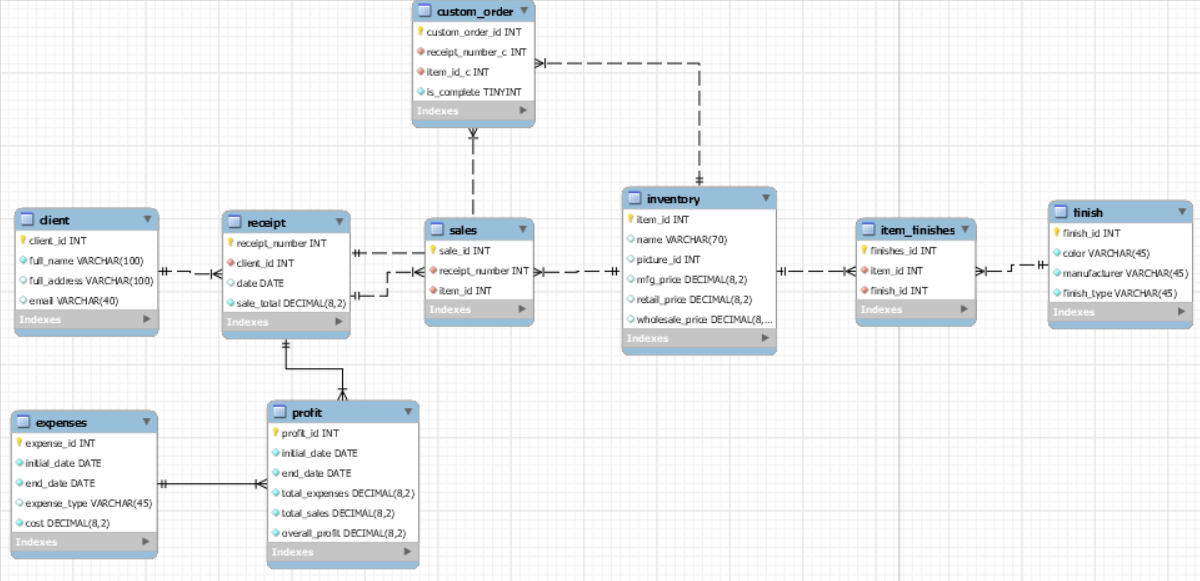 custom_order
custom_order_id INT
receipt_number_c INT
item_id_c INT
is_complete TINYINT
Indexes
client
client_id INT
full_name VARCHAR(100)
full_address VARCHAR(100)
email VARCHAR(40)
Indexes
receipt
receipt_number INT
client_id INT
date DATE
sale_total DECIMAL(8,2)
Indexes
sales
sale_id INT
receipt_number INT
item_id INT
Indexes
inventory
item_id INT
name VARCHAR(70)
picture_id INT
mfg_price DECIMAL(8,2)
retail_price DECIMAL(8,2)
wholesale_price DECIMAL(8,...
Indexes
item_finishes
finishes_id INT
item_id INT
finish_id INT
Indexes
finish
finish_id INT
color VARCHAR(45)
manufacturer VARCHAR(45)
finish_type VARCHAR(45)
Indexes
expenses
expense_id INT
initial_date DATE
end_date DATE
expense_type VARCHAR(45)
cost DECIMAL(8,2)
Indexes
profit
profit_id INT
initial_date DATE
end_date DATE
total_expenses DECIMAL(8,2)
total_sales DECIMAL(8,2)
overall_profit DECIMAL(8,2)
Indexes